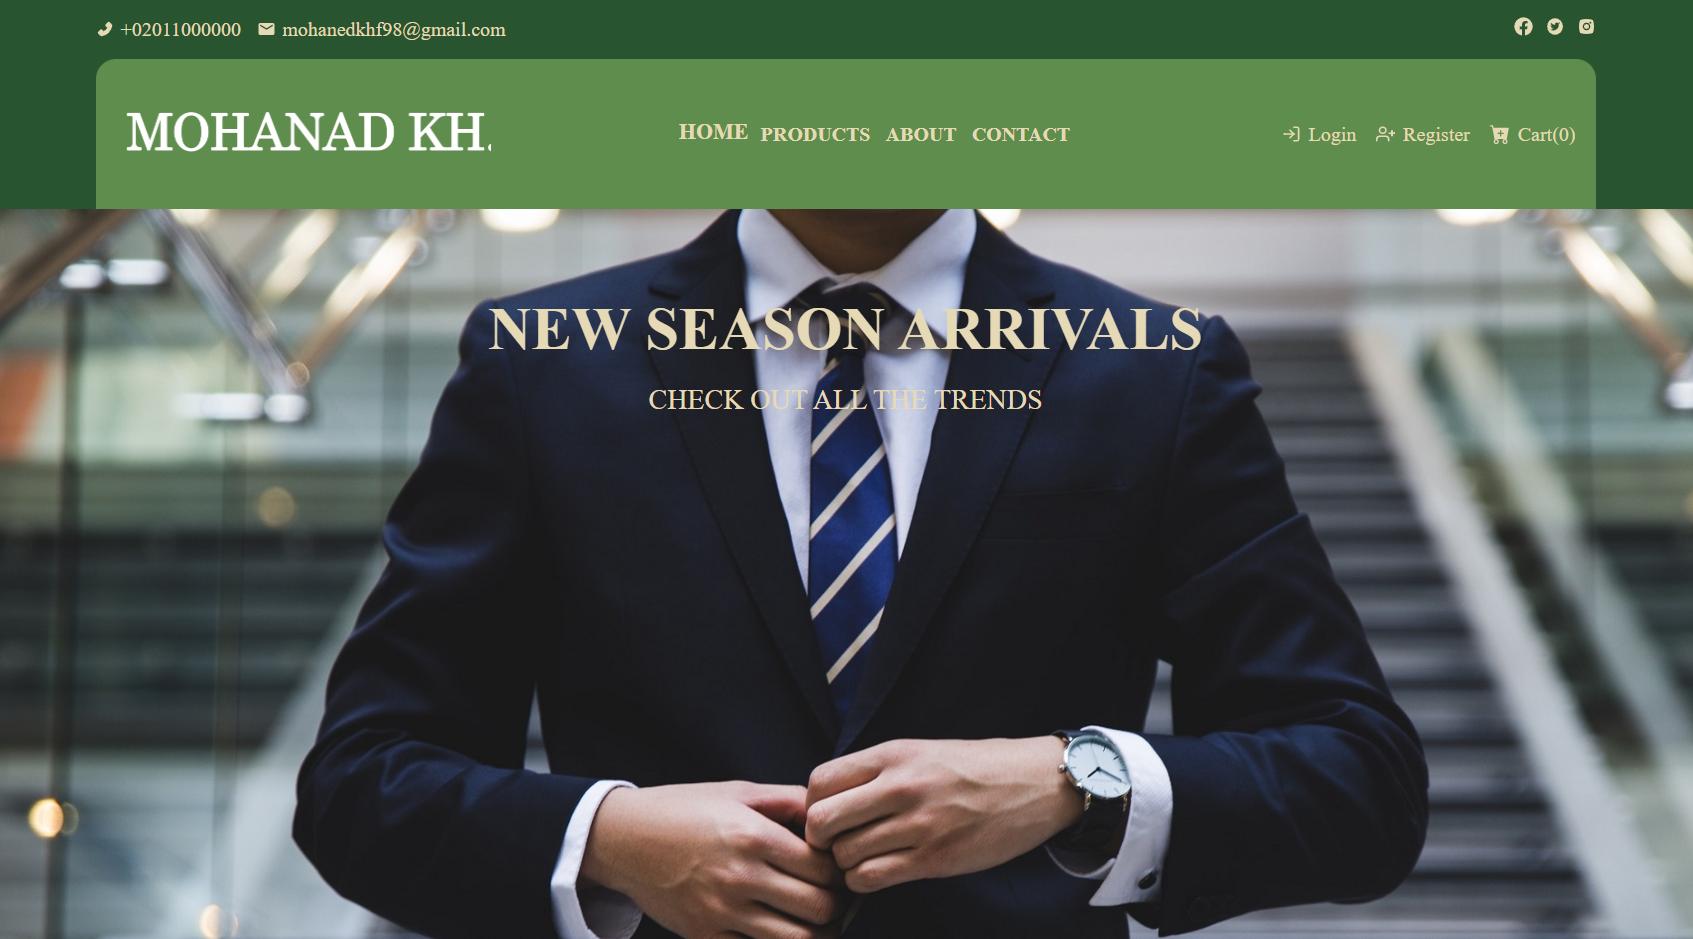 +02011000000 mohanedkhf98@gmail.com
MOHANAD KH.
HOME PRODUCTS ABOUT CONTACT
Login Register Cart(0)
NEW SEASON ARRIVALS
CHECK OUT ALL THE TRENDS